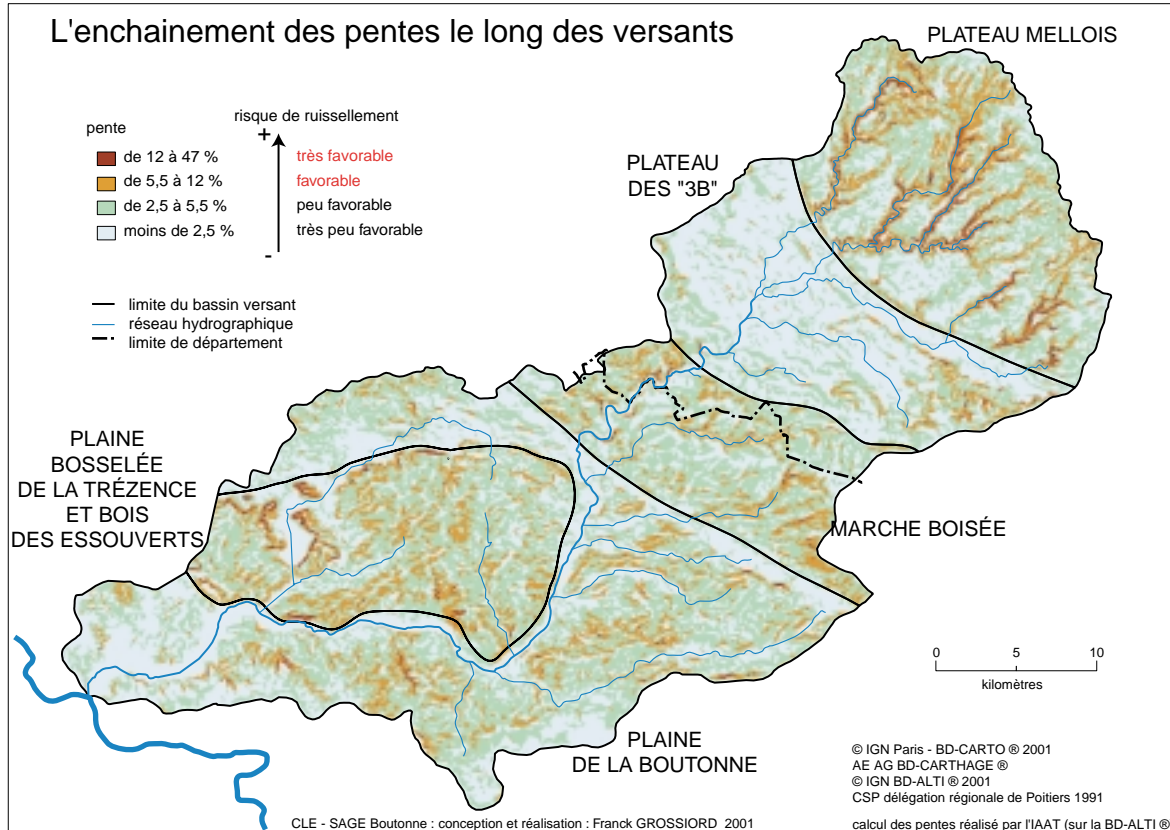 L'enchainement des pentes le long des versants
PLATEAU MELLOIS
risque de ruissellement
pente
+
de 12 à 47 %
très favorable
de 5,5 à 12 %
favorable
de 2,5 à 5,5 %
peu favorable
moins de 2,5 %
très peu favorable
-
PLATEAU
DES "3B"
limite du bassin versant
réseau hydrographique
limite de département
PLAINE
BOSSELÉE
DE LA TRÉZENCE
ET BOIS
DES ESSOUVERTS
MARCHE BOISÉE
0 5 10
kilomètres
PLAINE
DE LA BOUTONNE
© IGN Paris - BD-CARTO ® 2001
AE AG BD-CARTHAGE ®
© IGN BD-ALTI ® 2001
CSP délégation régionale de Poitiers 1991
CLE - SAGE Boutonne : conception et réalisation : Franck GROSSIORD 2001
calcul des pentes réalisé par l'IAAT (sur la BD-ALTI ®